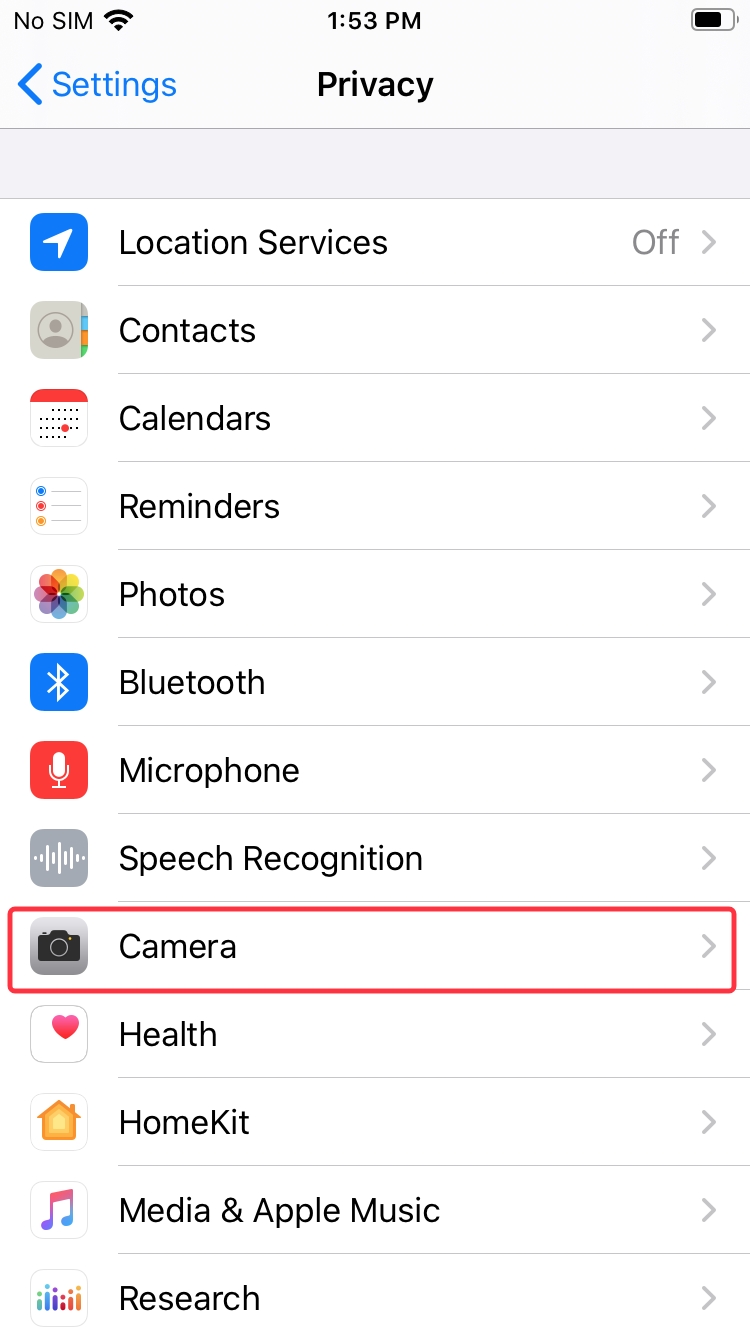 No SIM 1:53 PM
Settings Privacy
Location Services Off
Contacts
Calendars
Reminders
Photos
Bluetooth
Microphone
Speech Recognition
Camera
Health
HomeKit
Media & Apple Music
Research